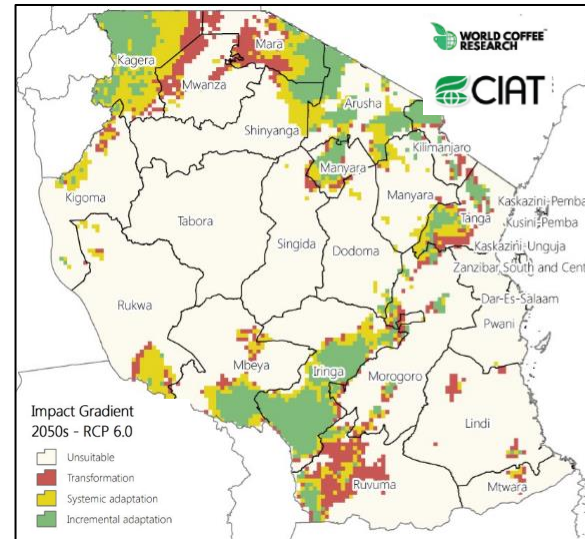 WORLD COFFEE
RESEARCH
CIAT
Kagera
Mara
Mwanza
Arusha
Shinyanga
Kilimanjaro
Manyara
Kigoma
Manyara
Tanga
Kaskazini-Pemba
Kusini-Pemba
Tabora
Singida
Dodoma
Kaskazini-Unguja
Zanzibar South and Cent
Dar-Es-Salaam
Pwani
Rukwa
Mbeya
Iringa
Morogoro
Lindi
Ruvuma
Mtwara
Impact Gradient
2050s - RCP 6.0
Unsuitable
Transformation
Systemic adaptation
Incremental adaptation